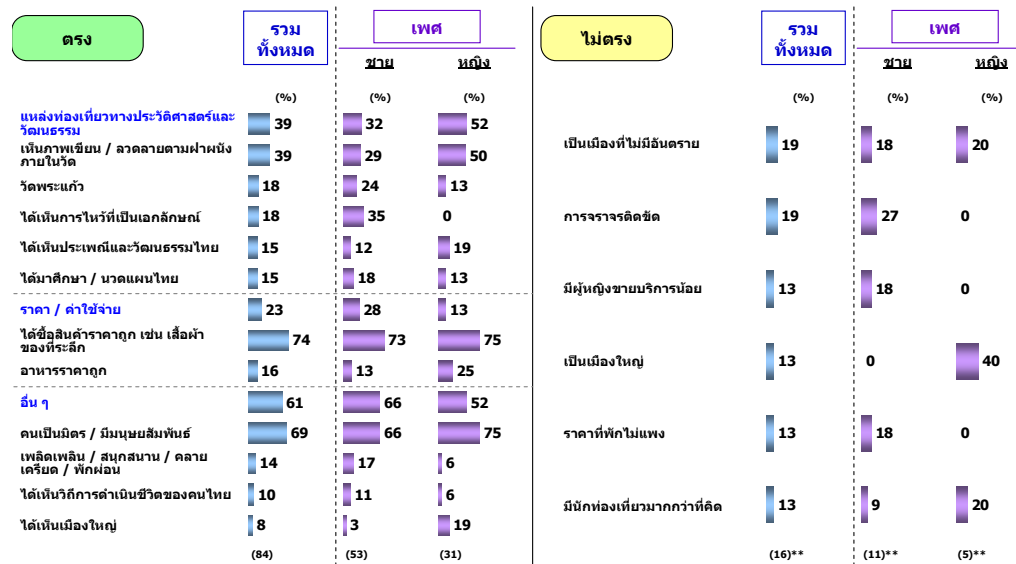 ตรง
รวม
ทั้งหมด
เพศ
ชาย หญิง
(%) (%) (%)
แหล่งท่องเที่ยวทางประวัติศาสตร์และ
วัฒนธรรม
39 32 52
เห็นภาพเขียน / ลวดลายตามฝาผนัง
ภายในวัด
39 29 50
วัดพระแก้ว 18 24 13
ได้เห็นการไหว้ที่เป็นเอกลักษณ์ 18 35 0
ได้เห็นประเพณีและวัฒนธรรมไทย 15 12 19
ได้มาศึกษา / นวดแผนไทย 15 18 13
ราคา / ค่าใช้จ่าย 23 28 13
ได้ซื้อสินค้าราคาถูก เช่น เสื้อผ้า
ของที่ระลึก
74 73 75
อาหารราคาถูก 16 13 25
อื่น ๆ 61 66 52
คนเป็นมิตร / มีมนุษยสัมพันธ์ 69 66 75
เพลิดเพลิน / สนุกสนาน / คลาย
เครียด / พักผ่อน
14 17 6
ได้เห็นวิถีการดำเนินชีวิตของคนไทย 10 11 6
ได้เห็นเมืองใหญ่ 8 3 19
(84) (53) (31)
ไม่ตรง
รวม
ทั้งหมด
เพศ
ชาย หญิง
(%) (%) (%)
เป็นเมืองที่ไม่มีอันตราย 19 18 20
การจราจรติดขัด 19 27 0
มีผู้หญิงขายบริการน้อย 13 18 0
เป็นเมืองใหญ่ 13 0 40
ราคาที่พักไม่แพง 13 18 0
มีนักท่องเที่ยวมากกว่าที่คิด 13 9 20
(16)** (11)** (5)**